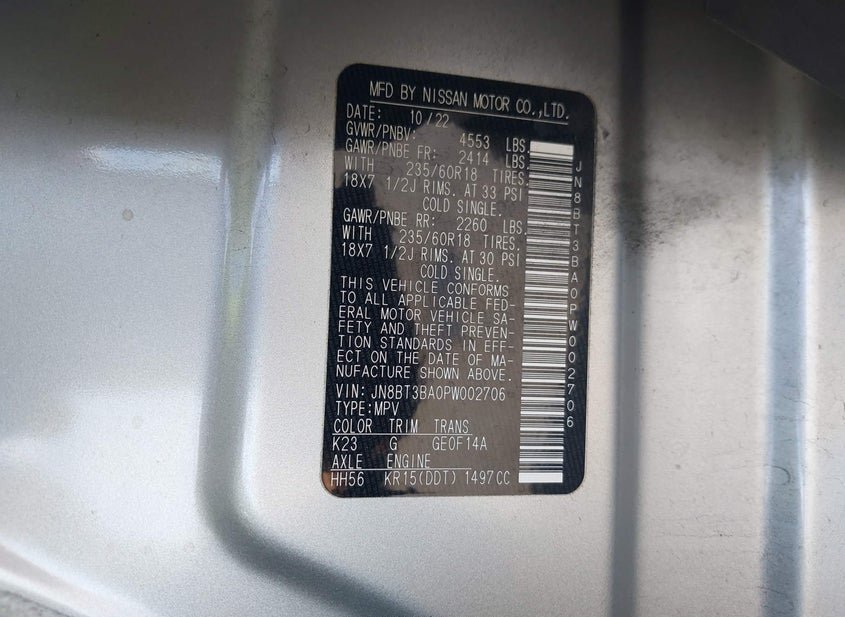 MFD BY NISSAN MOTOR CO.,LTD.
DATE: 10/22
GVWR/PNBV: 4553 LBS.
GAWR/PNBE FR: 2414 LBS.
WITH 235/60R18 TIRES.
18X7 1/2J RIMS. AT 33 PSI
COLD SINGLE.
GAWR/PNBE RR: 2260 LBS.
WITH 235/60R18 TIRES.
18X7 1/2J RIMS. AT 30 PSI
COLD SINGLE.
THIS VEHICLE CONFORMS
TO ALL APPLICABLE FED-
ERAL MOTOR VEHICLE SA-
FETY AND THEFT PREVEN-
TION STANDARDS IN EFF-
ECT ON THE DATE OF MA-
NUFACTURE SHOWN ABOVE.
VIN: JN8BT3BA0PW002706
TYPE:MPV
COLOR TRIM TRANS
K23 G GE0F14A
AXLE ENGINE
HH56 KR15(DDT) 1497CC
JN8BT3BA0PW002706